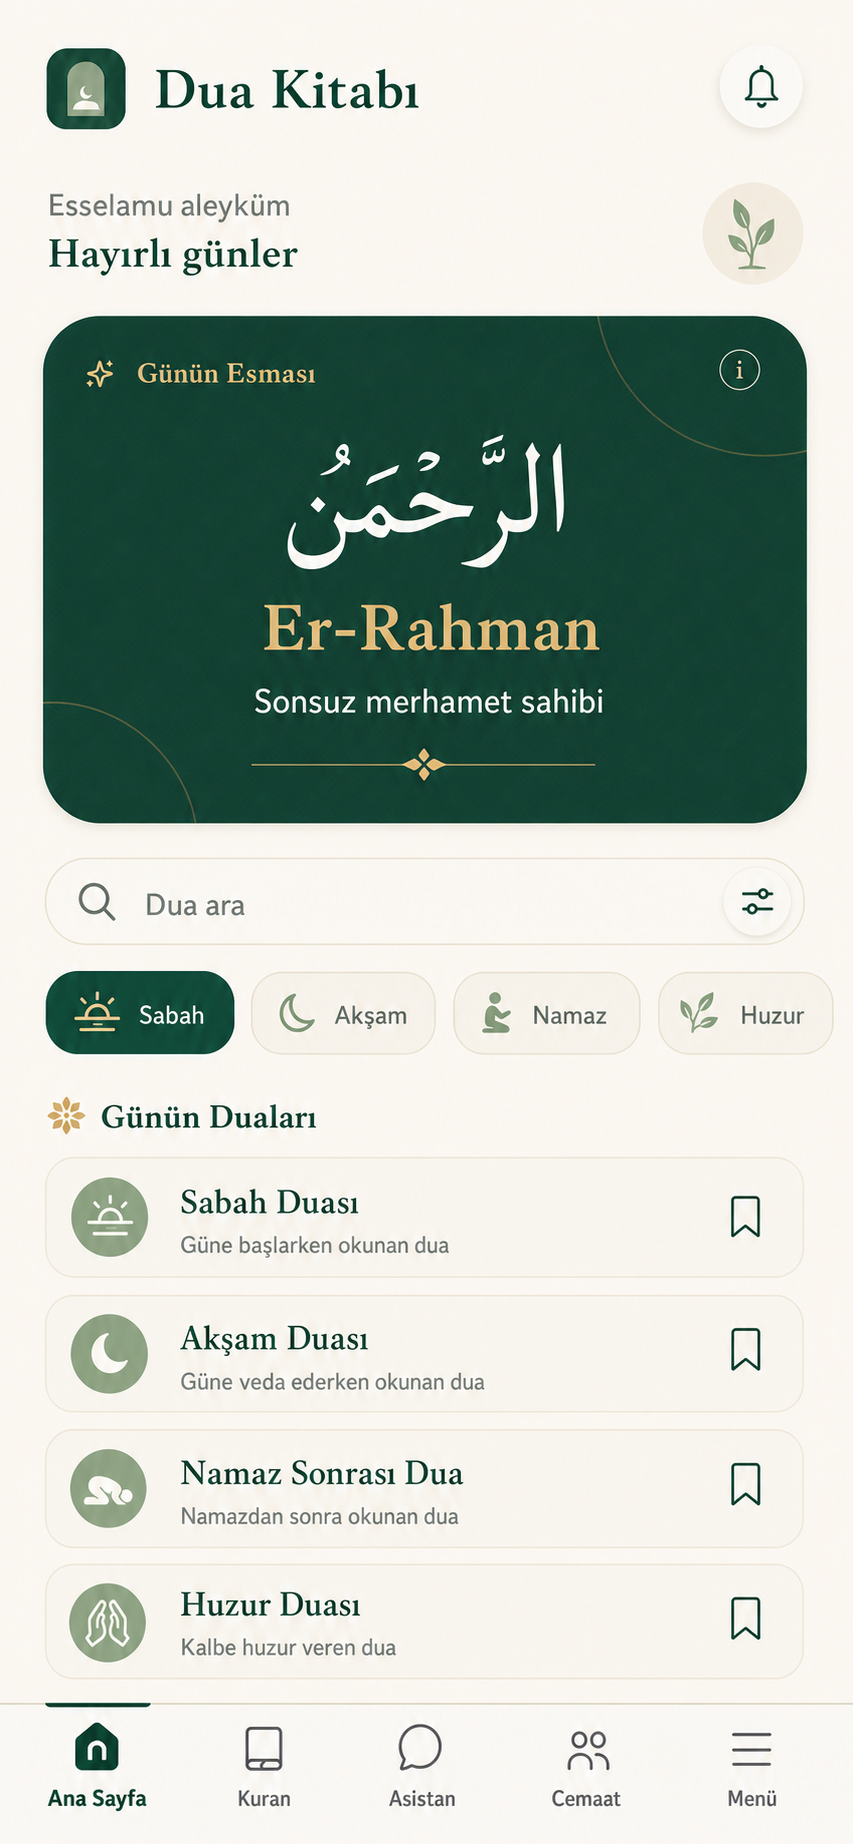 Dua Kitabı
Esselamu aleyküm
Hayırlı günler
Günün Esması
i
الرَّحْمَنُ
Er-Rahman
Sonsuz merhamet sahibi
Dua ara
Sabah
Akşam
Namaz
Huzur
Günün Duaları
Sabah Duası
Güne başlarken okunan dua
Akşam Duası
Güne veda ederken okunan dua
Namaz Sonrası Dua
Namazdan sonra okunan dua
Huzur Duası
Kalbe huzur veren dua
Ana Sayfa
Kuran
Asistan
Cemaat
Menü